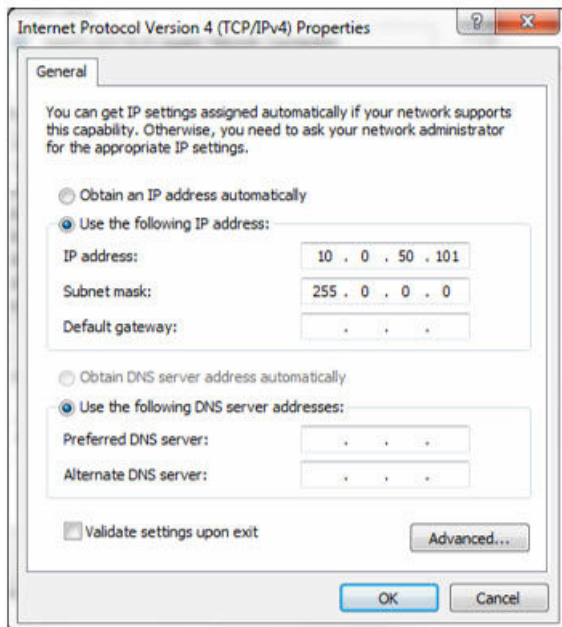 Internet Protocol Version 4 (TCP/IPv4) Properties
?
General
You can get IP settings assigned automatically if your network supports
this capability. Otherwise, you need to ask your network administrator
for the appropriate IP settings.
Obtain an IP address automatically
Use the following IP address:
IP address: 10 . 0 . 50 . 101
Subnet mask: 255 . 0 . 0 . 0
Default gateway: . . .
Obtain DNS server address automatically
Use the following DNS server addresses:
Preferred DNS server: . . .
Alternate DNS server: . . .
Validate settings upon exit
Advanced...
OK Cancel